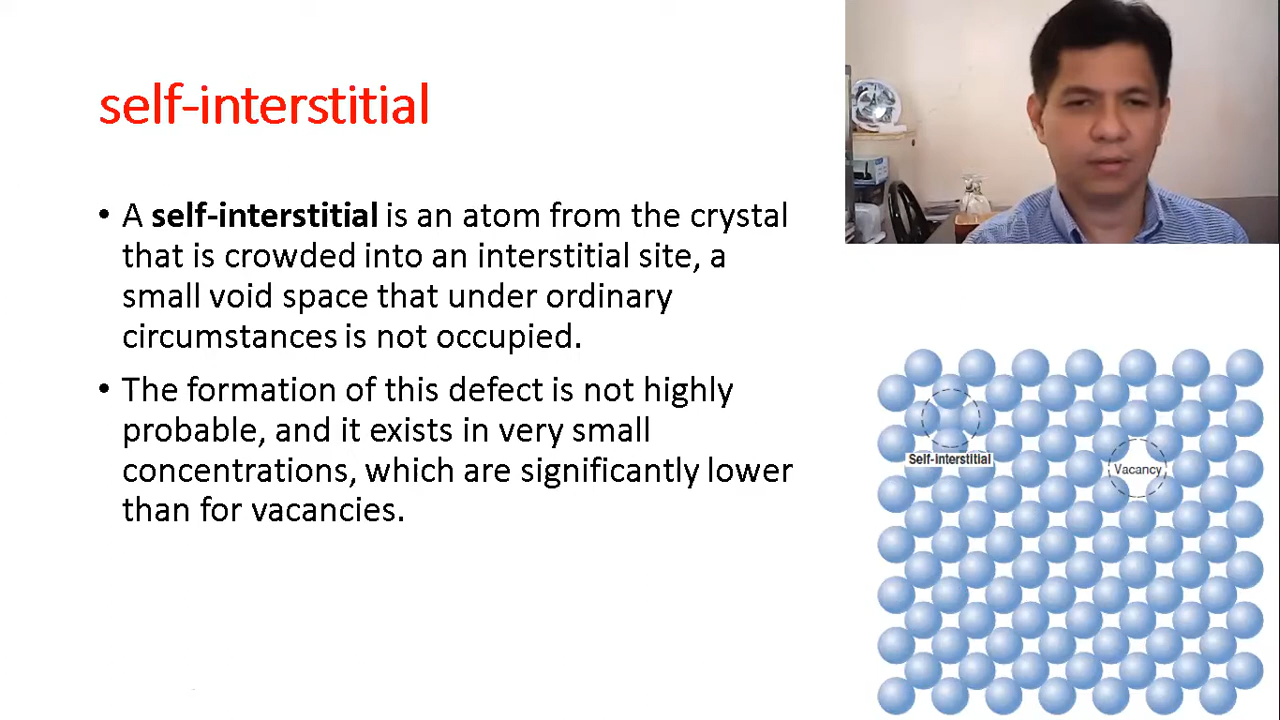 self-interstitial
• A self-interstitial is an atom from the crystal
that is crowded into an interstitial site, a
small void space that under ordinary
circumstances is not occupied.
• The formation of this defect is not highly
probable, and it exists in very small
concentrations, which are significantly lower
than for vacancies.
Self-interstitial
Vacancy